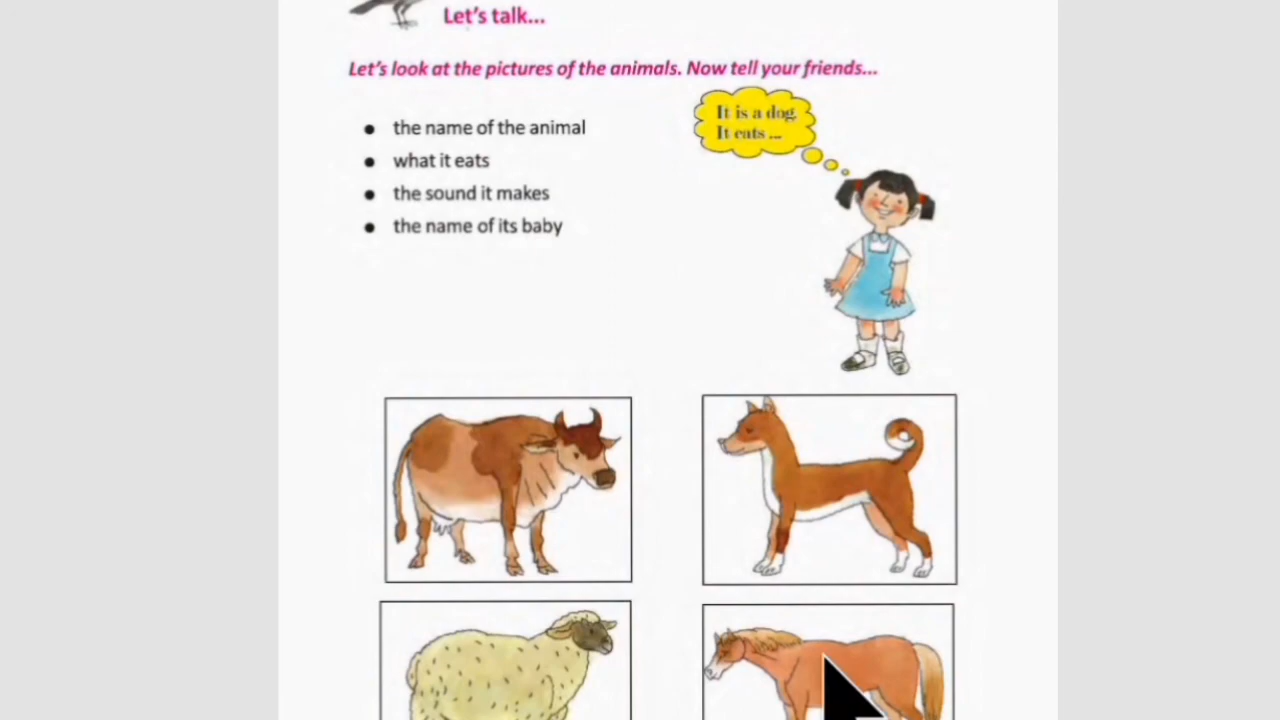 Let's talk...
Let's look at the pictures of the animals. Now tell your friends...
● the name of the animal
● what it eats
● the sound it makes
● the name of its baby
It is a dog.
It eats ...